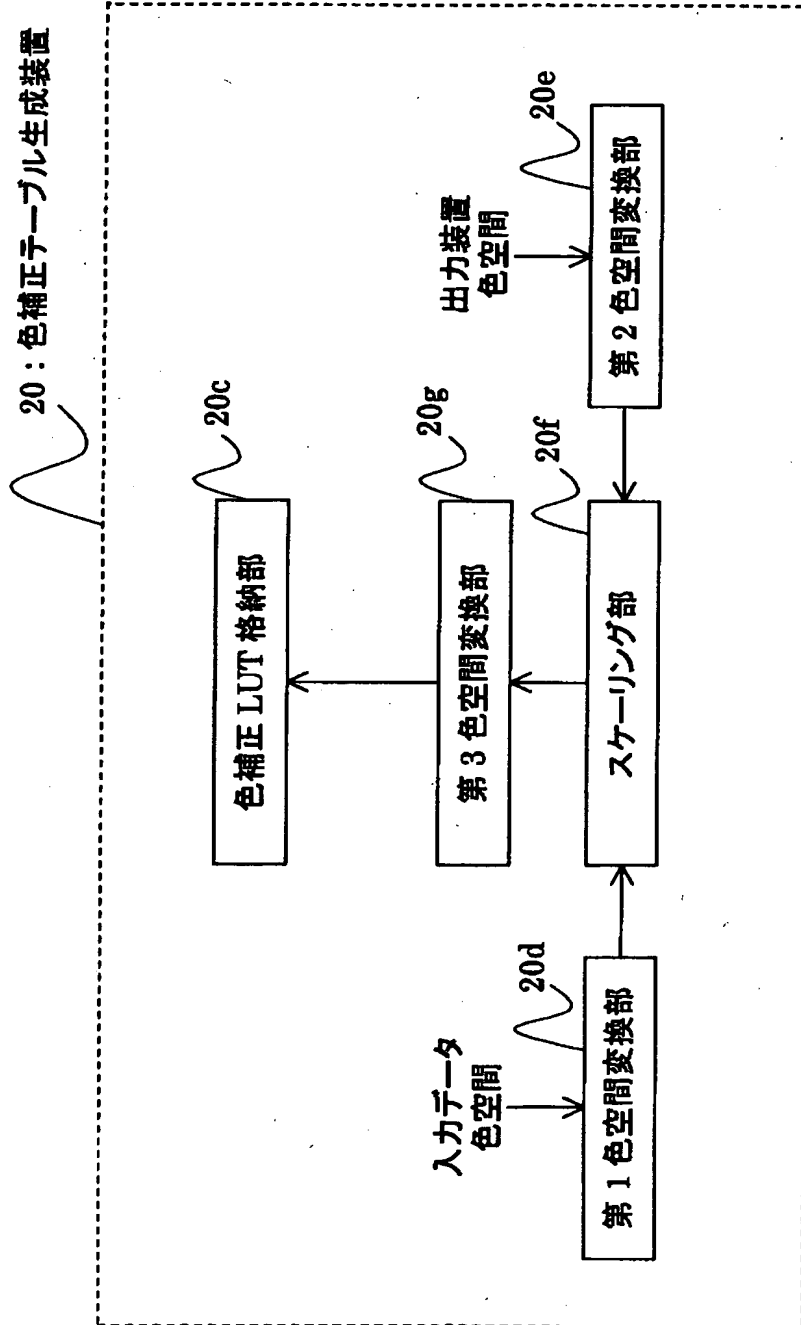 20：色補正テーブル生成装置
20c
色補正 LUT 格納部
20g
第 3 色空間変換部
入力データ
色空間
出力装置
色空間
20d
20f
20e
第 1 色空間変換部
スケーリング部
第 2 色空間変換部